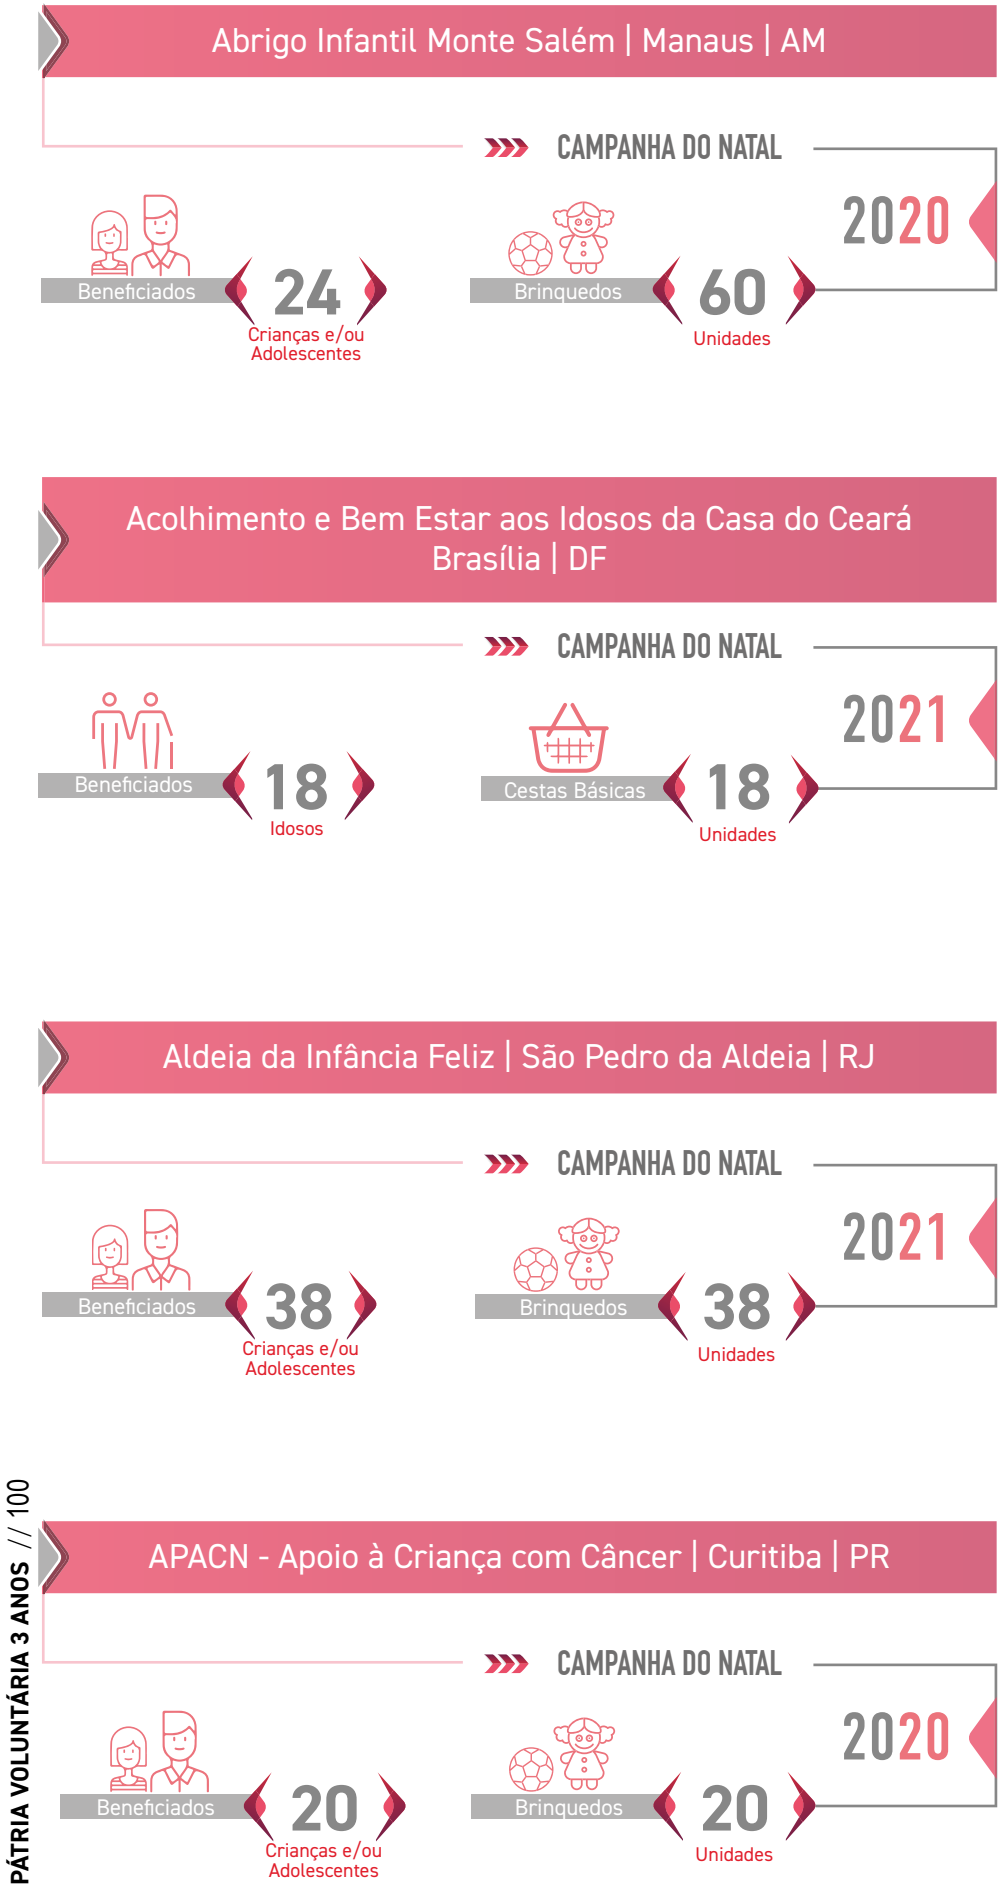 Abrigo Infantil Monte Salém | Manaus | AM
CAMPANHA DO NATAL
2020
Beneficiados
24
Crianças e/ou
Adolescentes
Brinquedos
60
Unidades
Acolhimento e Bem Estar aos Idosos da Casa do Ceará
Brasília | DF
CAMPANHA DO NATAL
2021
Beneficiados
18
Idosos
Cestas Básicas
18
Unidades
Aldeia da Infância Feliz | São Pedro da Aldeia | RJ
CAMPANHA DO NATAL
2021
Beneficiados
38
Crianças e/ou
Adolescentes
Brinquedos
38
Unidades
APACN - Apoio à Criança com Câncer | Curitiba | PR
CAMPANHA DO NATAL
2020
Beneficiados
20
Crianças e/ou
Adolescentes
Brinquedos
20
Unidades
PÁTRIA VOLUNTÁRIA 3 ANOS // 100